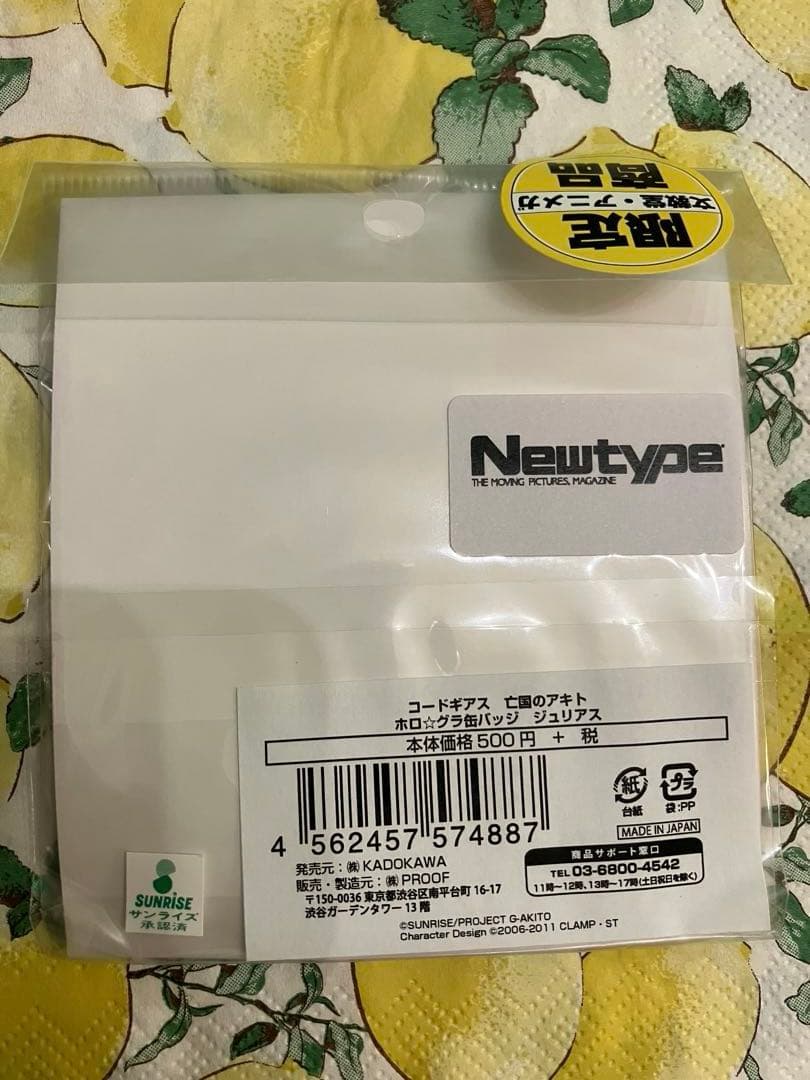 限定
文教堂・アニメガ
商品
Newtype
THE MOVING PICTURES, MAGAZINE
コードギアス 亡国のアキト
ホロ☆グラ缶バッジ ジュリアス
本体価格500円 + 税
4 562457 574887
紙
台紙
プラ
袋:PP
MADE IN JAPAN
発売元:㈱KADOKAWA
販売・製造元:㈱PROOF
〒150-0036 東京都渋谷区南平台町16-17
渋谷ガーデンタワー13階
商品サポート窓口
TEL 03-6800-4542
11時〜12時、13時〜17時(土日祝日を除く)
©SUNRISE/PROJECT G-AKITO
Character Design ©2006-2011 CLAMP・ST
SUNRISE
サンライズ
承認済